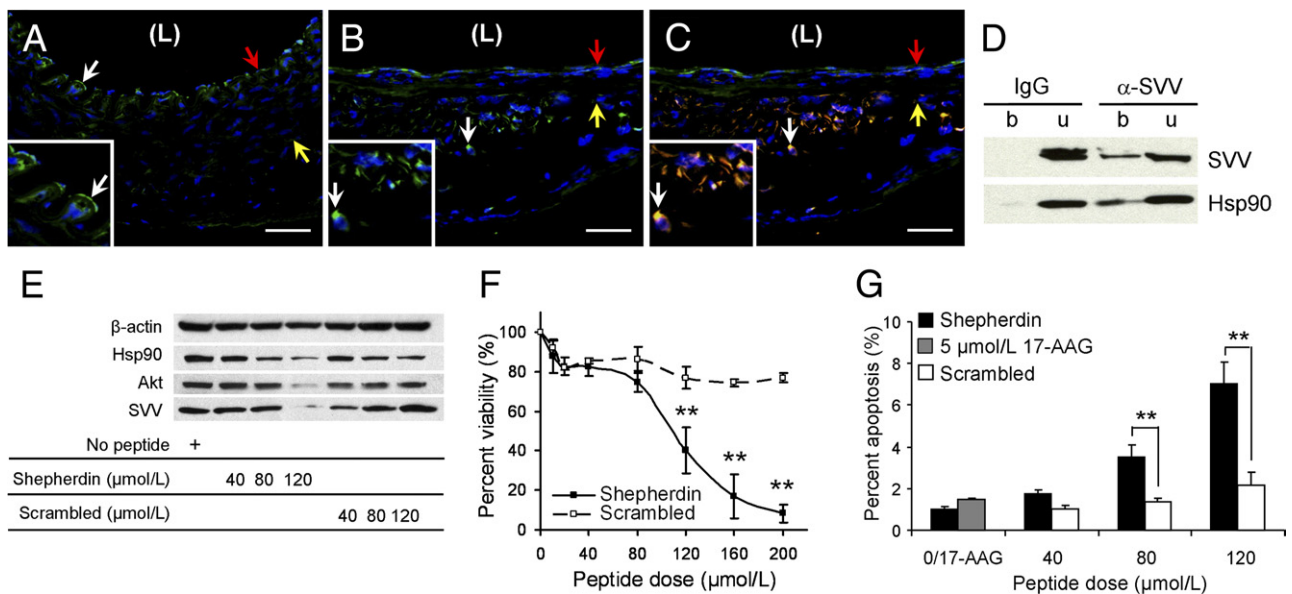 A
(L)
B
(L)
C
(L)
D
IgG
α-SVV
b u b u
SVV
Hsp90
E
β-actin
Hsp90
Akt
SVV
No peptide +
Shepherdin (µmol/L) 40 80 120
Scrambled (µmol/L) 40 80 120
F
Percent viability (%)
100
80
60
40
20
0
**
**
**
Shepherdin
Scrambled
0 40 80 120 160 200
Peptide dose (µmol/L)
G
Percent apoptosis (%)
10
8
6
4
2
0
Shepherdin
5 µmol/L 17-AAG
Scrambled
**
**
0/17-AAG 40 80 120
Peptide dose (µmol/L)